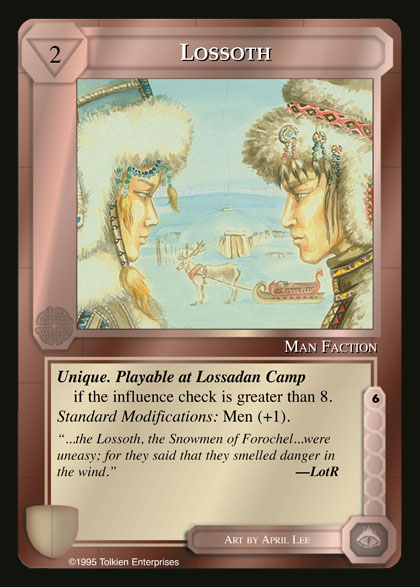 2
LOSSOTH
MAN FACTION
Unique. Playable at Lossadan Camp
if the influence check is greater than 8.
Standard Modifications: Men (+1).
6
“...the Lossoth, the Snowmen of Forochel...were
uneasy; for they said that they smelled danger in
the wind.” —LotR
ART BY APRIL LEE
©1995 Tolkien Enterprises